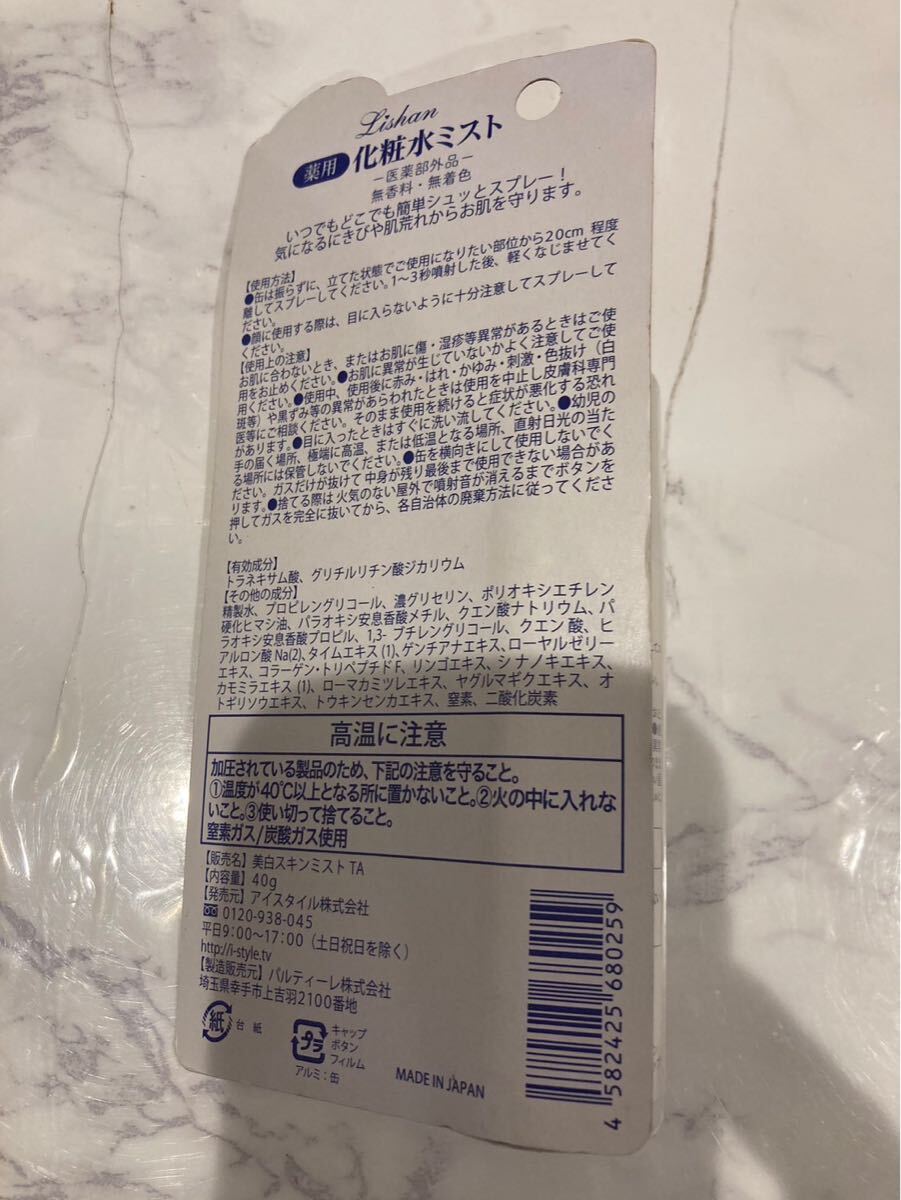 Lishan
薬用 化粧水ミスト
－医薬部外品－
無香料・無着色
いつでもどこでも簡単シュッとスプレー！
気になるにきびや肌荒れからお肌を守ります。
【使用方法】
●缶は振らずに、立てた状態でご使用になりたい部位から20cm 程度
離してスプレーしてください。1～3秒噴射した後、軽くなじませてく
ださい。
●顔に使用する際は、目に入らないように十分注意してスプレーして
ください。
【使用上の注意】
お肌に合わないとき、またはお肌に傷・湿疹等異常があるときはご使
用をお止めください。●お肌に異常が生じていないかよく注意してご使
用ください。●使用中、使用後に赤み・はれ・かゆみ・刺激・色抜け（白
斑等）や黒ずみ等の異常があらわれたときは使用を中止し皮膚科専門
医等にご相談ください。そのまま使用を続けると症状が悪化する恐れ
があります。●目に入ったときはすぐに洗い流してください。●幼児の
手の届く場所、極端に高温、または低温となる場所、直射日光の当た
る場所には保管しないでください。●缶を横向きにして使用しないでく
ださい。ガスだけが抜けて中身が残り最後まで使用できない場合があ
ります。●捨てる際は火気のない屋外で噴射音が消えるまでボタンを
押してガスを完全に抜いてから、各自治体の廃棄方法に従ってくださ
い。
【有効成分】
トラネキサム酸、グリチルリチン酸ジカリウム
【その他の成分】
精製水、プロピレングリコール、濃グリセリン、ポリオキシエチレン
硬化ヒマシ油、パラオキシ安息香酸メチル、クエン酸ナトリウム、パ
ラオキシ安息香酸プロピル、1,3- ブチレングリコール、クエン酸、ヒ
アルロン酸Na(2)、タイムエキス(1)、ゲンチアナエキス、ローヤルゼリー
エキス、コラーゲン・トリペプチドF、リンゴエキス、シナノキエキス、
カモミラエキス(1)、ローマカミツレエキス、ヤグルマギクエキス、オ
トギリソウエキス、トウキンセンカエキス、窒素、二酸化炭素
高温に注意
加圧されている製品のため、下記の注意を守ること。
①温度が40℃以上となる所に置かないこと。②火の中に入れな
いこと。③使い切って捨てること。
窒素ガス/炭酸ガス使用
【販売名】美白スキンミストTA
【内容量】40g
【発売元】アイスタイル株式会社
0120-938-045
平日9:00～17:00（土日祝日を除く）
http://i-style.tv
【製造販売元】パルティーレ株式会社
埼玉県幸手市上吉羽2100番地
紙 台紙
プラ キャップ
ボタン
フィルム
アルミ：缶
MADE IN JAPAN
4 582425 680259